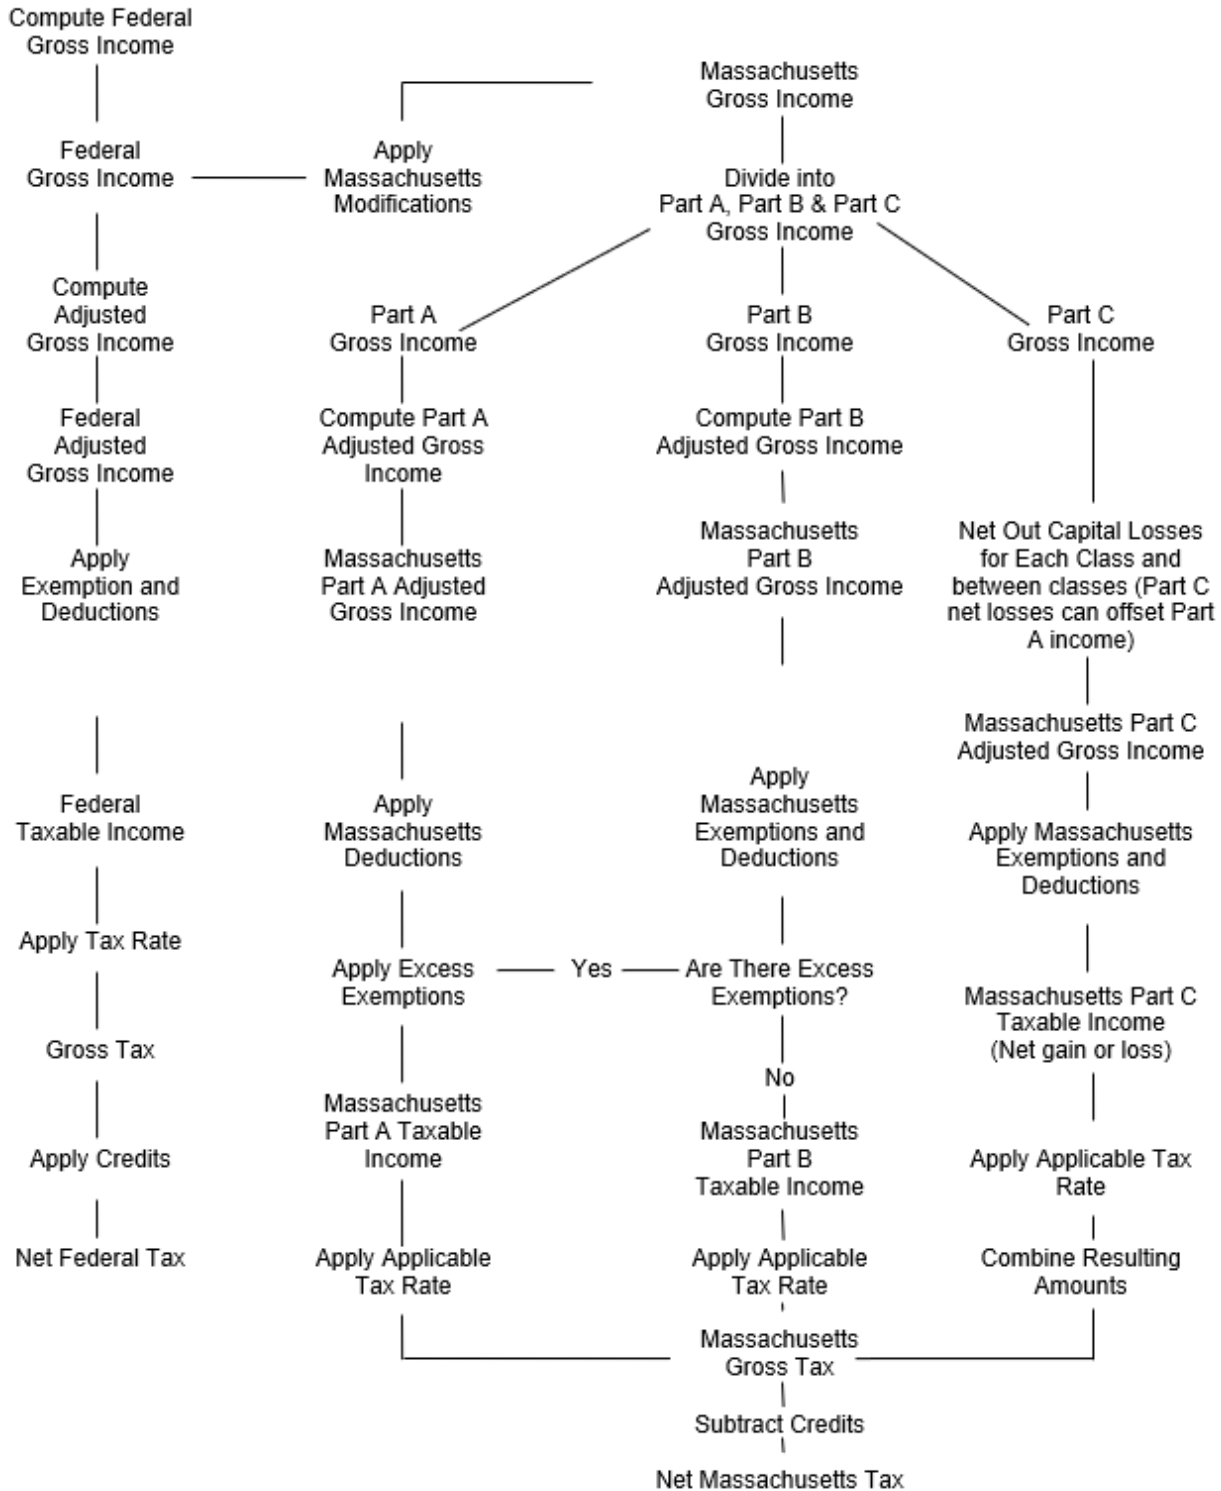 Compute Federal
Gross Income
Massachusetts
Gross Income
Federal
Gross Income
Apply
Massachusetts
Modifications
Divide into
Part A, Part B & Part C
Gross Income
Compute
Adjusted
Gross Income
Part A
Gross Income
Part B
Gross Income
Part C
Gross Income
Federal
Adjusted
Gross Income
Compute Part A
Adjusted Gross
Income
Compute Part B
Adjusted Gross Income
Apply
Exemption and
Deductions
Massachusetts
Part A Adjusted
Gross Income
Massachusetts
Part B
Adjusted Gross Income
Net Out Capital Losses
for Each Class and
between classes (Part C
net losses can offset Part
A income)
Massachusetts Part C
Adjusted Gross Income
Federal
Taxable Income
Apply
Massachusetts
Deductions
Apply
Massachusetts
Exemptions and
Deductions
Apply Massachusetts
Exemptions and
Deductions
Apply Tax Rate
Apply Excess
Exemptions
Yes
Are There Excess
Exemptions?
Massachusetts Part C
Taxable Income
(Net gain or loss)
Gross Tax
No
Massachusetts
Part A Taxable
Income
Massachusetts
Part B
Taxable Income
Apply Credits
Apply Applicable Tax
Rate
Net Federal Tax
Apply Applicable
Tax Rate
Apply Applicable
Tax Rate
Combine Resulting
Amounts
Massachusetts
Gross Tax
Subtract Credits
Net Massachusetts Tax